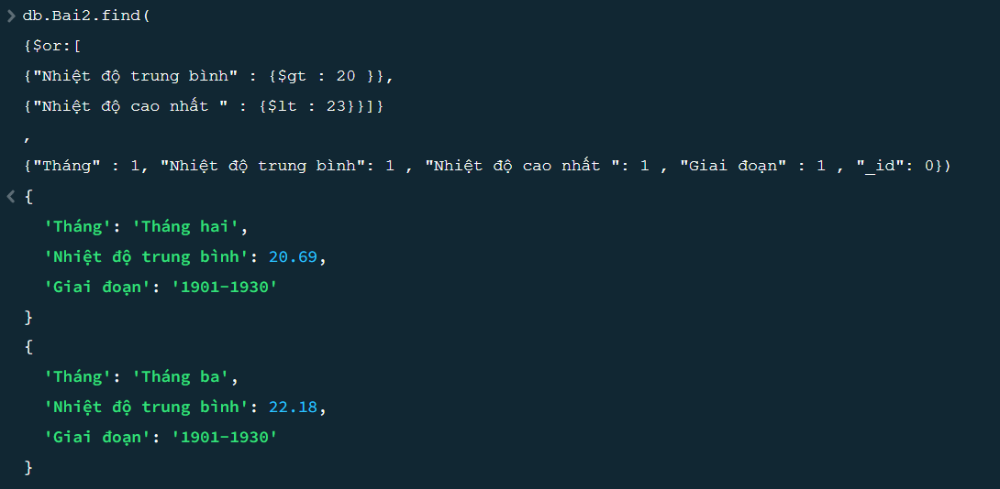 db.Bai2.find(
{$or:[
{"Nhiệt độ trung bình" : {$gt : 20 }},
{"Nhiệt độ cao nhất " : {$lt : 23}}]}
,
{"Tháng" : 1, "Nhiệt độ trung bình": 1 , "Nhiệt độ cao nhất ": 1 , "Giai đoạn" : 1 , "_id": 0})
{
'Tháng': 'Tháng hai',
'Nhiệt độ trung bình': 20.69,
'Giai đoạn': '1901-1930'
}
{
'Tháng': 'Tháng ba',
'Nhiệt độ trung bình': 22.18,
'Giai đoạn': '1901-1930'
}